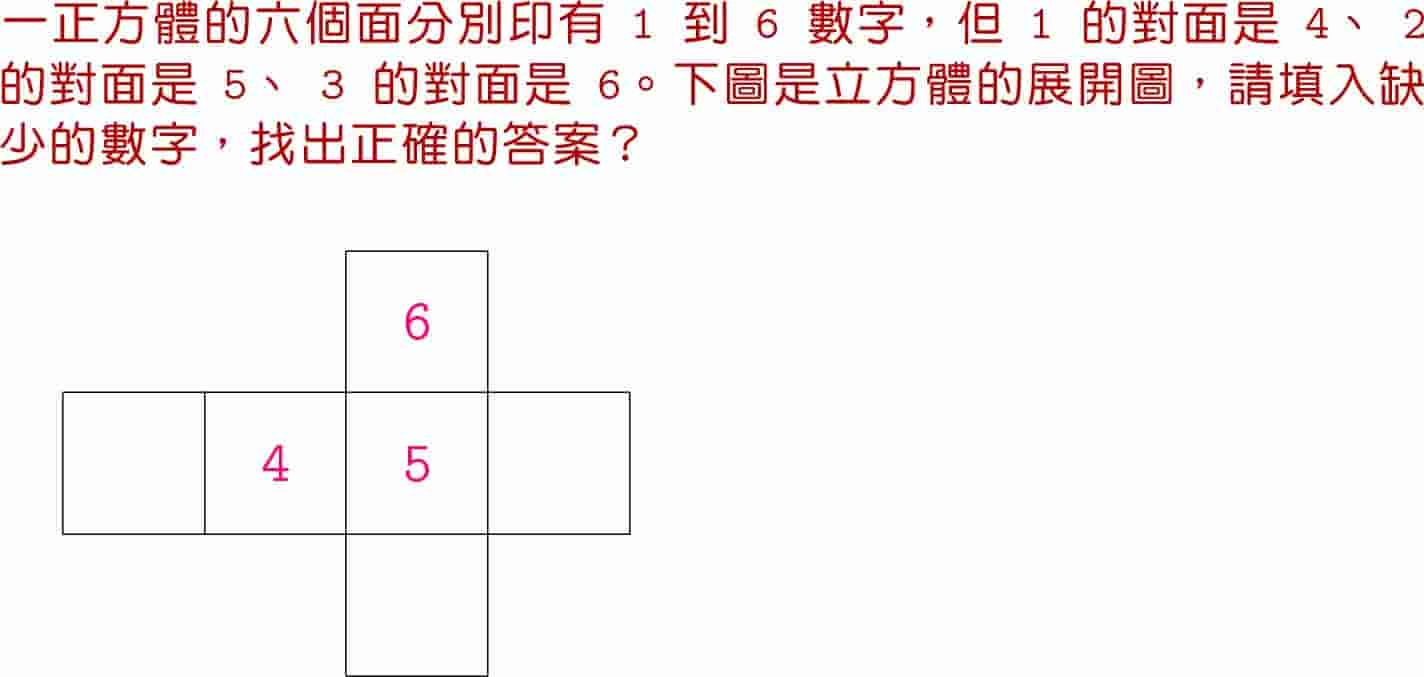 一正方體的六個面分別印有 1 到 6 數字，但 1 的對面是 4、 2
的對面是 5、 3 的對面是 6。下圖是立方體的展開圖，請填入缺
少的數字，找出正確的答案？
6
4 5